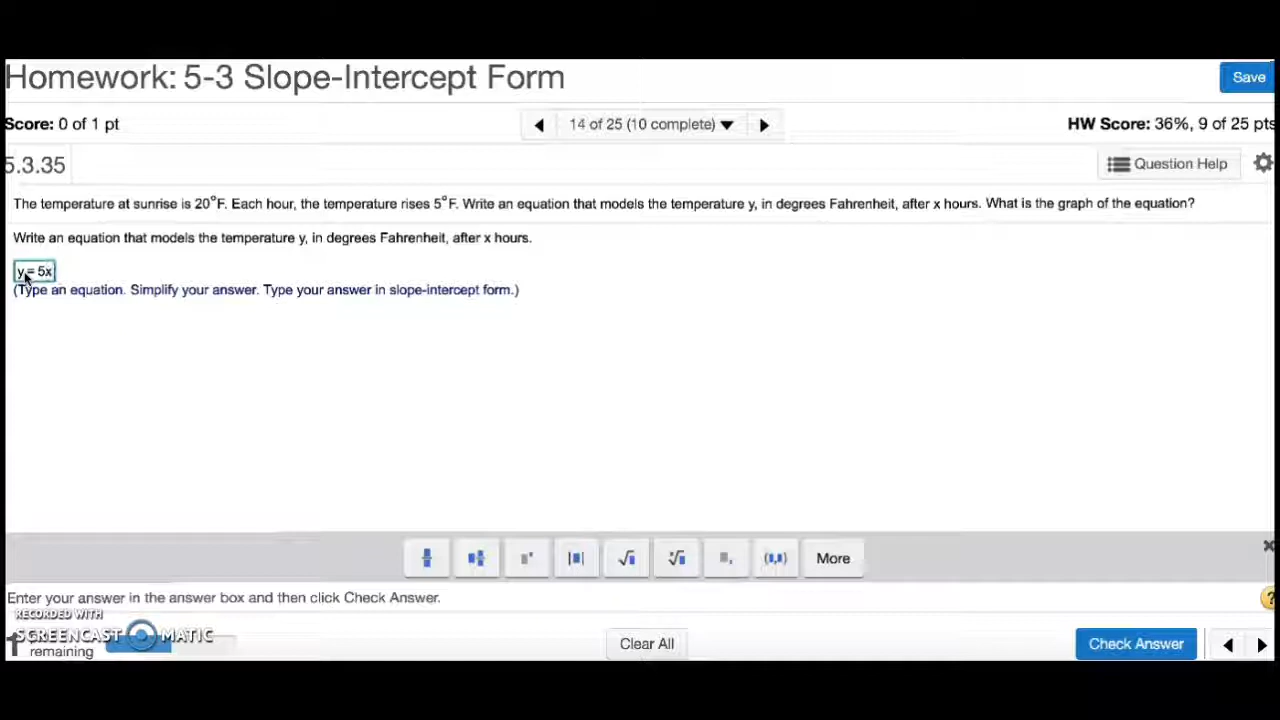 Homework: 5-3 Slope-Intercept Form
Save
Score: 0 of 1 pt
14 of 25 (10 complete)
HW Score: 36%, 9 of 25 pts
5.3.35
Question Help
The temperature at sunrise is 20°F. Each hour, the temperature rises 5°F. Write an equation that models the temperature y, in degrees Fahrenheit, after x hours. What is the graph of the equation?
Write an equation that models the temperature y, in degrees Fahrenheit, after x hours.
y = 5x
(Type an equation. Simplify your answer. Type your answer in slope-intercept form.)
More
Enter your answer in the answer box and then click Check Answer.
?
RECORDED WITH
SCREENCAST MATIC
1
remaining
Clear All
Check Answer